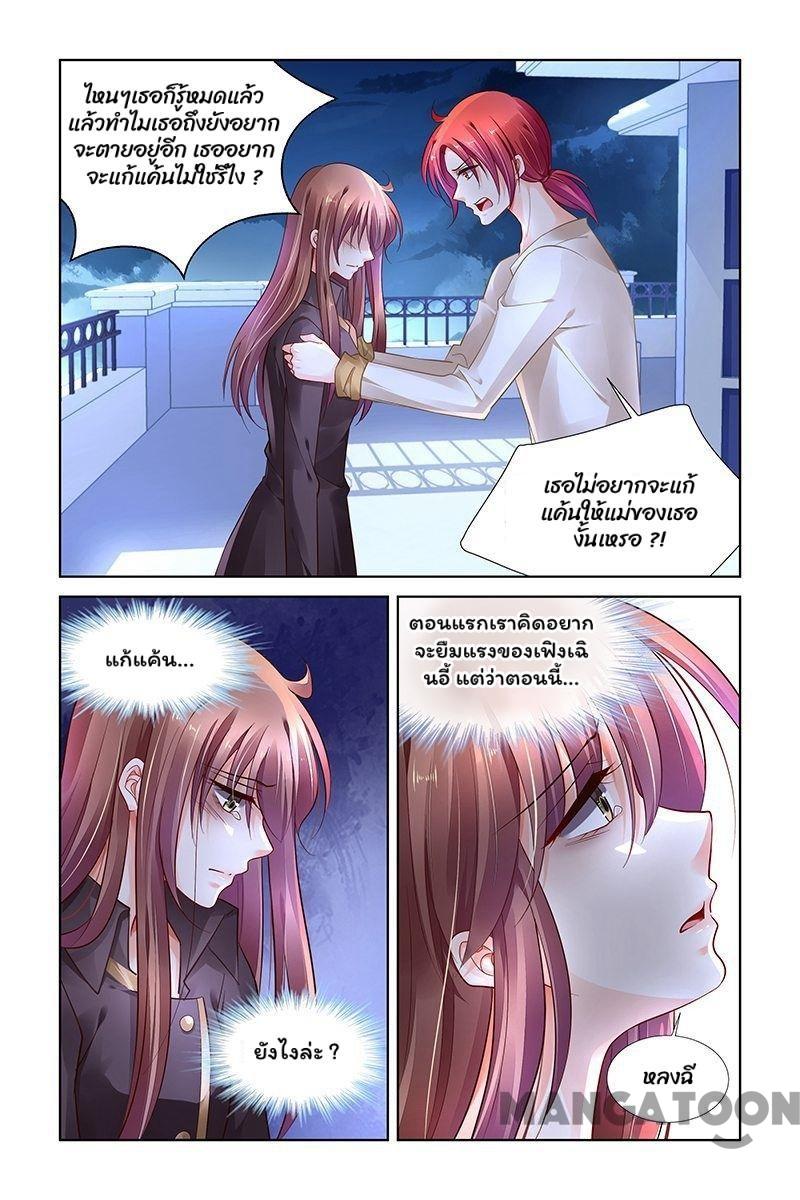 ไหนๆเธอก็รู้หมดแล้ว
แล้วทำไมเธอถึงยังอยาก
จะตายอยู่อีก เธออยาก
จะแก้แค้นไม่ใช่รึไง ?
เธอไม่อยากจะแก้
แค้นให้แม่ของเธอ
งั้นเหรอ ?!
แก้แค้น...
ยังไงล่ะ ?
ตอนแรกเราคิดอยาก
จะยืมแรงของเฟิงเฉิ
นอี้ แต่ว่าตอนนี้...
หลงฉี
MANGATOON